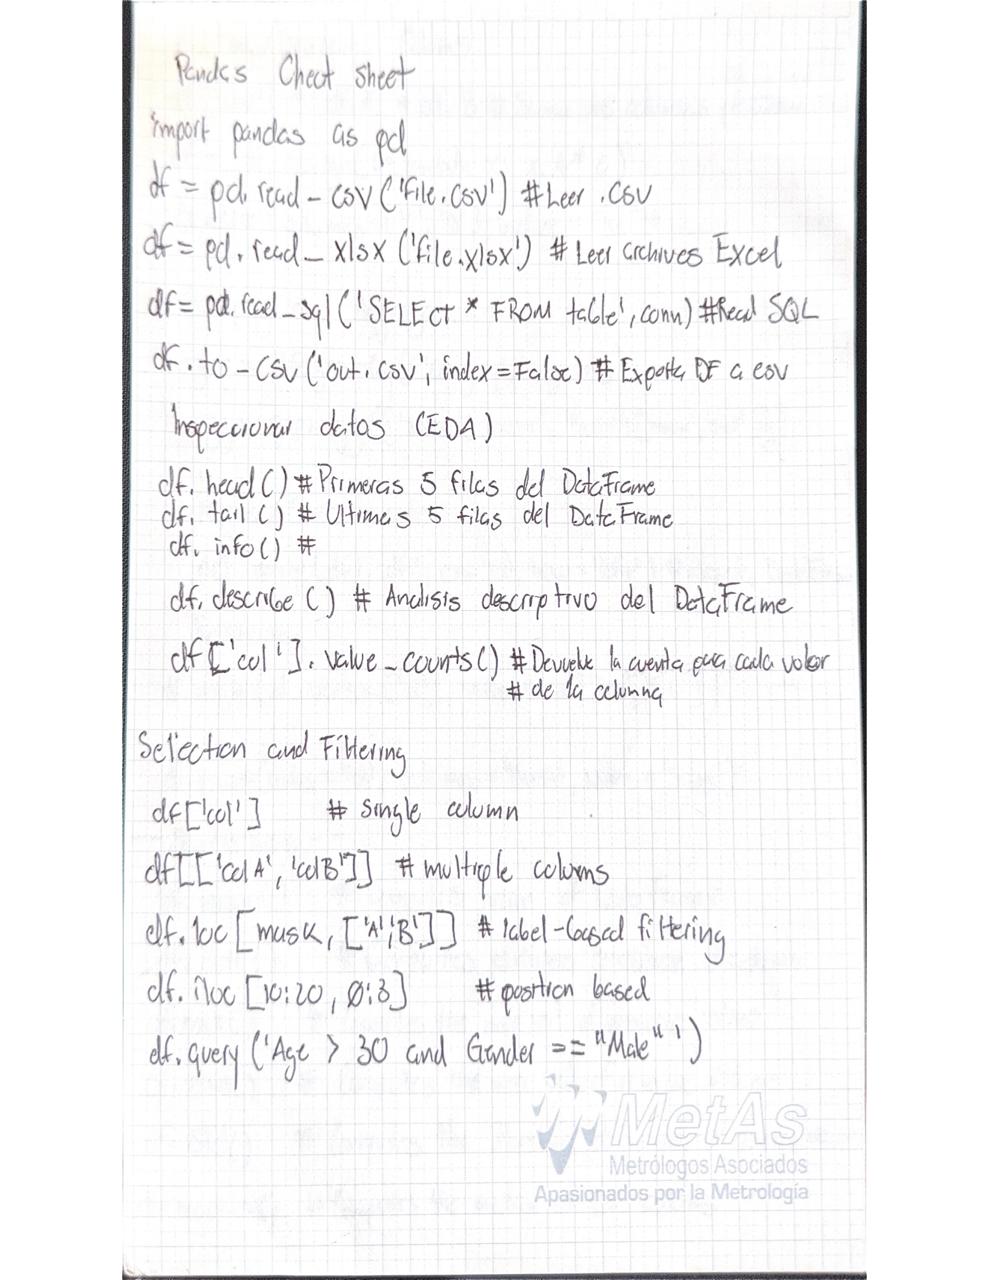 Pandas Cheat sheet
import pandas as pd
df = pd.read_csv('file.csv') #Leer .csv
df = pd.read_xlsx('file.xlsx') # Leer archivos Excel
df = pd.read_sql('SELECT * FROM table', conn) #Read SQL
df.to_csv('out.csv', index=False) # Exporta DF a csv
Inspeccionar datos (EDA)
df.head() # Primeras 5 filas del DataFrame
df.tail() # Ultimas 5 filas del DataFrame
df.info() #
df.describe() # Analisis descriptivo del DataFrame
df['col'].value_counts() # Devuelve la cuenta para cada valor
# de la columna
Selection and Filtering
df['col'] # single column
df[['colA', 'colB']] # multiple colums
df.loc[mask, ['A','B']] # label-based filtering
df.iloc[10:20, 0:3] # position based
df.query('Age > 30 and Gender == "Male"')
MetAs
Metrólogos Asociados
Apasionados por la Metrología